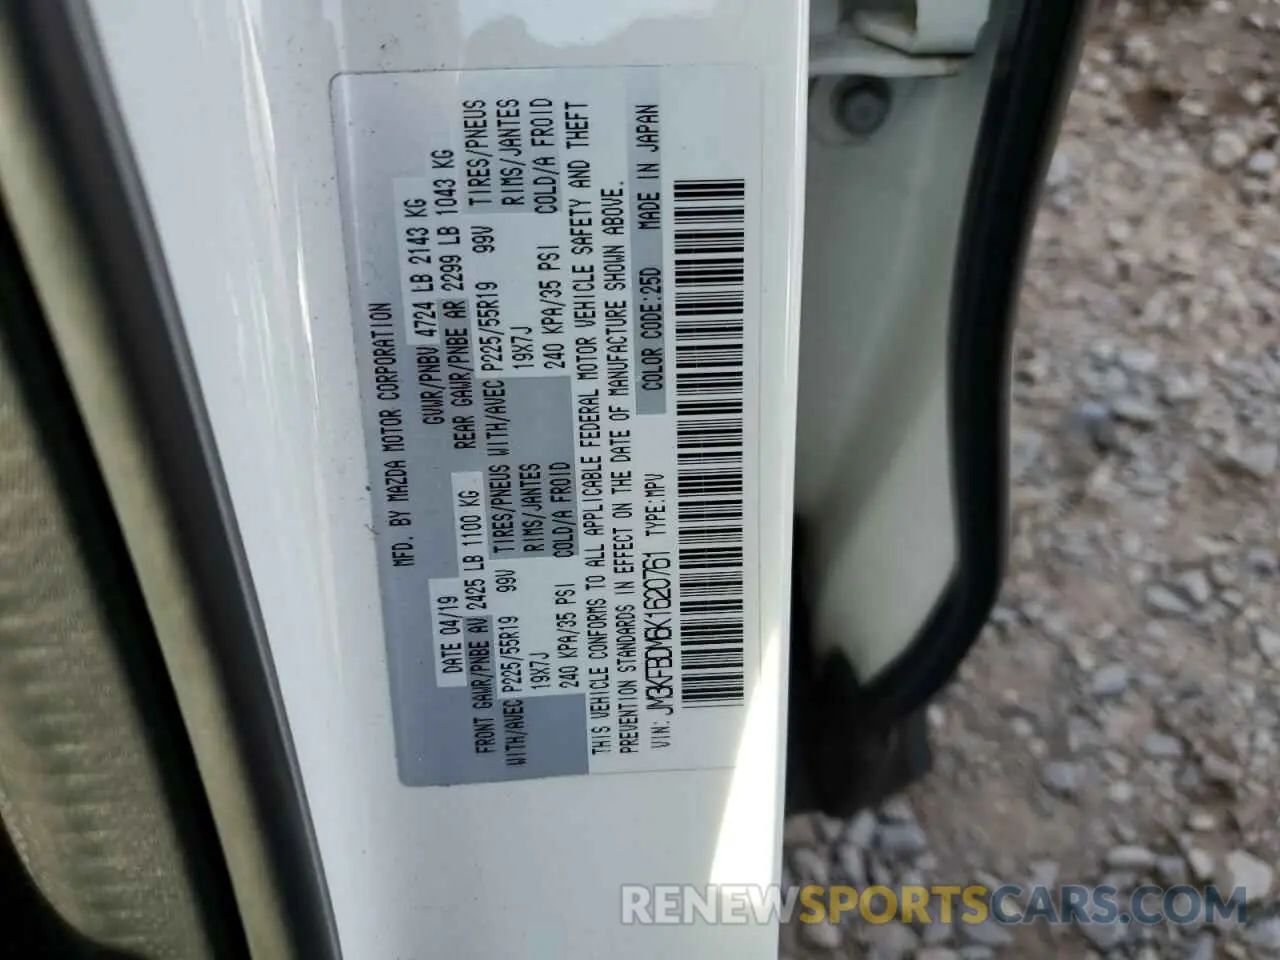 MFD. BY MAZDA MOTOR CORPORATION
DATE 04/19 GVWR/PNBV 4724 LB 2143 KG
FRONT GAWR/PNBE AV 2425 LB 1100 KG REAR GAWR/PNBE AR 2299 LB 1043 KG
WITH/AVEC P225/55R19 99V TIRES/PNEUS WITH/AVEC P225/55R19 99V TIRES/PNEUS
19X7J RIMS/JANTES 19X7J RIMS/JANTES
240 KPA/35 PSI COLD/A FROID 240 KPA/35 PSI COLD/A FROID
THIS VEHICLE CONFORMS TO ALL APPLICABLE FEDERAL MOTOR VEHICLE SAFETY AND THEFT
PREVENTION STANDARDS IN EFFECT ON THE DATE OF MANUFACTURE SHOWN ABOVE.
VIN: JM3KFBDM6K1620761 TYPE:MPV COLOR CODE:25D MADE IN JAPAN
RENEWSPORTSCARS.COM